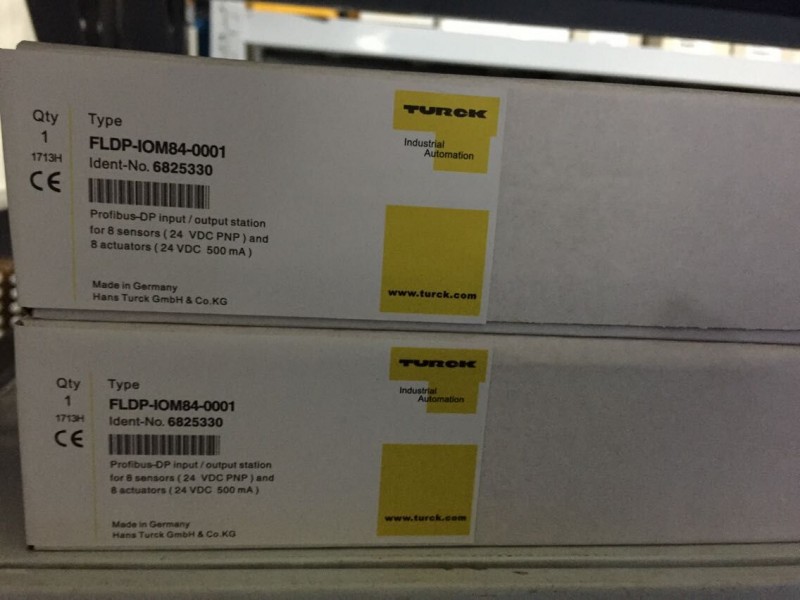 Qty
1
1713H
CE
Type
FLDP-IOM84-0001
Ident-No. 6825330
Profibus-DP input / output station
for 8 sensors ( 24 VDC PNP ) and
8 actuators ( 24 VDC 500 mA )
Made in Germany
Hans Turck GmbH & Co.KG
TURCK
Industrial
Automation
www.turck.com
Qty
1
1713H
CE
Type
FLDP-IOM84-0001
Ident-No. 6825330
Profibus-DP input / output station
for 8 sensors ( 24 VDC PNP ) and
8 actuators ( 24 VDC 500 mA )
Made in Germany
Hans Turck GmbH & Co.KG
TURCK
Industrial
Automation
www.turck.com